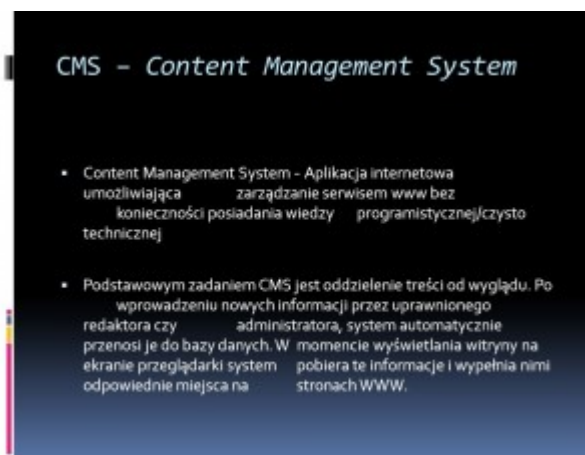 CMS – Content Management System
▪ Content Management System - Aplikacja internetowa
umożliwiająca zarządzanie serwisem www bez
konieczności posiadania wiedzy programistycznej/czysto
technicznej
▪ Podstawowym zadaniem CMS jest oddzielenie treści od wyglądu. Po
wprowadzeniu nowych informacji przez uprawnionego
redaktora czy administratora, system automatycznie
przenosi je do bazy danych. W momencie wyświetlania witryny na
ekranie przeglądarki system pobiera te informacje i wypełnia nimi
odpowiednie miejsca na stronach WWW.